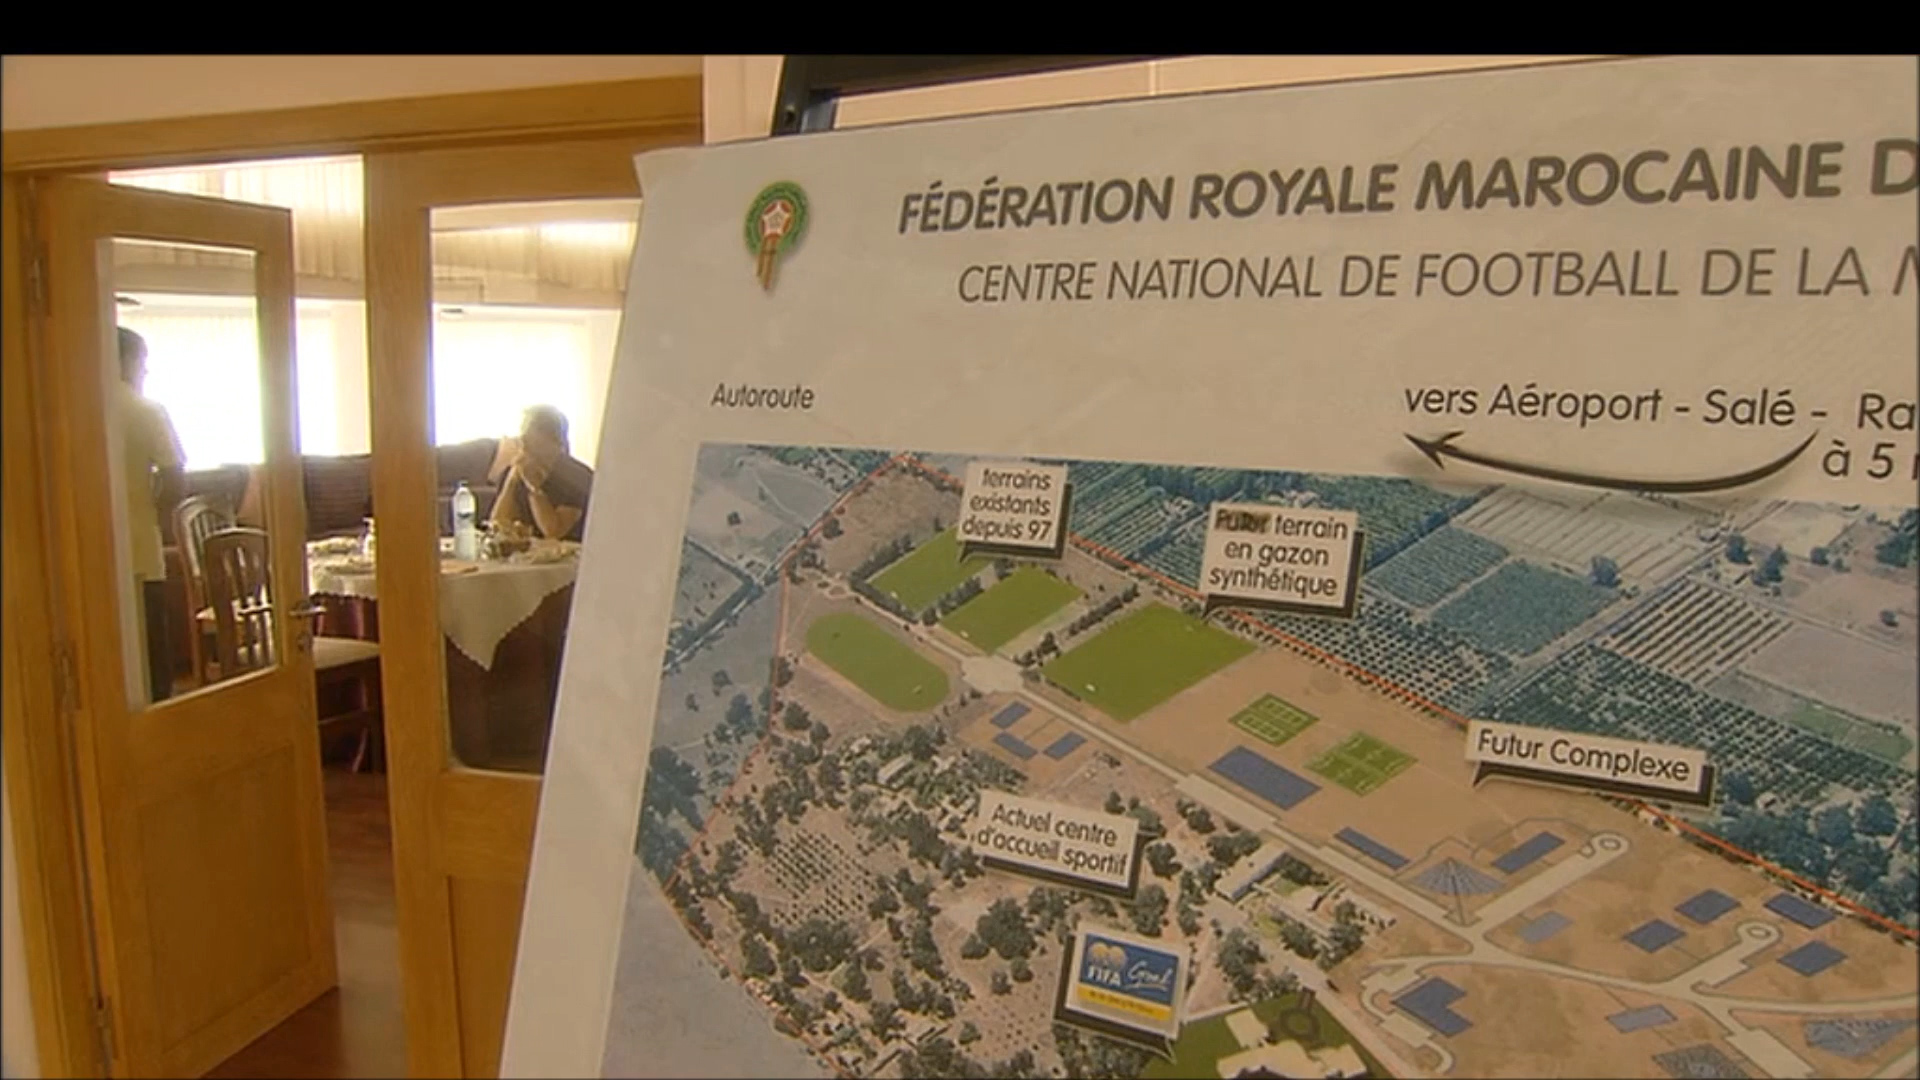 FÉDÉRATION ROYALE MAROCAINE D
CENTRE NATIONAL DE FOOTBALL DE LA
Autoroute
vers Aéroport - Salé - Ra
à 5
terrains
existants
depuis 97
Futur terrain
en gazon
synthétique
Futur Complexe
Actuel centre
d'accueil sportif
FIFA Goal